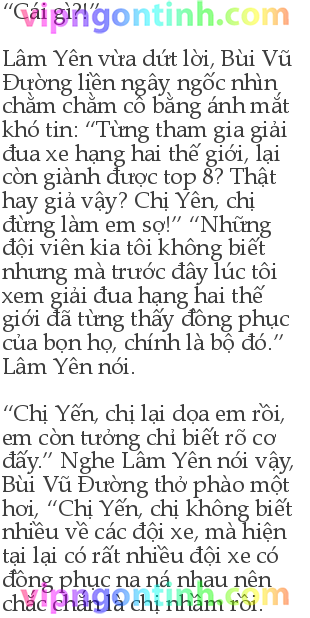 “Cái gì?!”
vipngontinh.com
Lâm Yên vừa dứt lời, Bùi Vũ
Đường liền ngây ngốc nhìn
chằm chằm cô bằng ánh mắt
khó tin: “Từng tham gia giải
đua xe hạng hai thế giới, lại
còn giành được top 8? Thật
hay giả vậy? Chị Yên, chị
đừng làm em sợ!” “Những
đội viên kia tôi không biết
nhưng mà trước đây lúc tôi
xem giải đua hạng hai thế
giới đã từng thấy đồng phục
của bọn họ, chính là bộ đó.”
Lâm Yên nói.
“Chị Yến, chị lại dọa em rồi,
em còn tưởng chỉ biết rõ cơ
đấy.” Nghe Lâm Yên nói vậy,
Bùi Vũ Đường thở phào một
hơi, “Chị Yến, chị không biết
nhiều về các đội xe, mà hiện
tại lại có rất nhiều đội xe có
đồng phục na ná nhau nên
chắc chắn là chị nhầm rồi.
vipngontinh.com